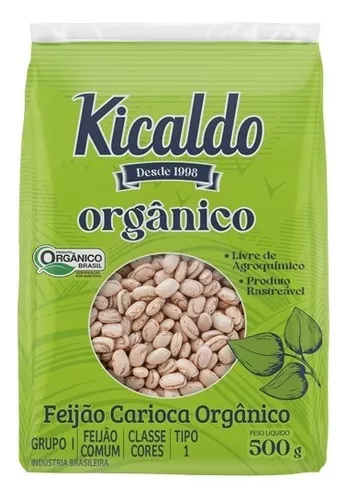 Kicaldo
Desde 1998
orgânico
PRODUTO
ORGÂNICO
BRASIL
• Livre de
Agroquímico
• Produto
Rastreável
Feijão Carioca Orgânico
GRUPO I
FEIJÃO
COMUM
CLASSE
CORES
TIPO
1
PESO LÍQUIDO
500g
INDÚSTRIA BRASILEIRA